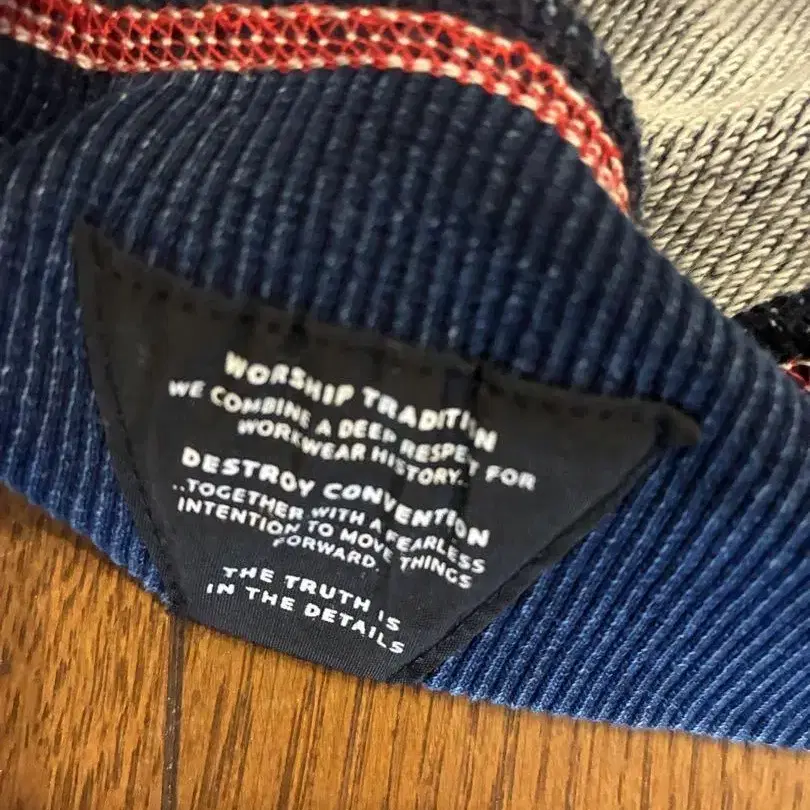 WORSHIP TRADITION
WE COMBINE A DEEP RESPECT FOR
WORKWEAR HISTORY..
DESTROY CONVENTION
..TOGETHER WITH A FEARLESS
INTENTION TO MOVE THINGS
FORWARD.
THE TRUTH IS
IN THE DETAILS